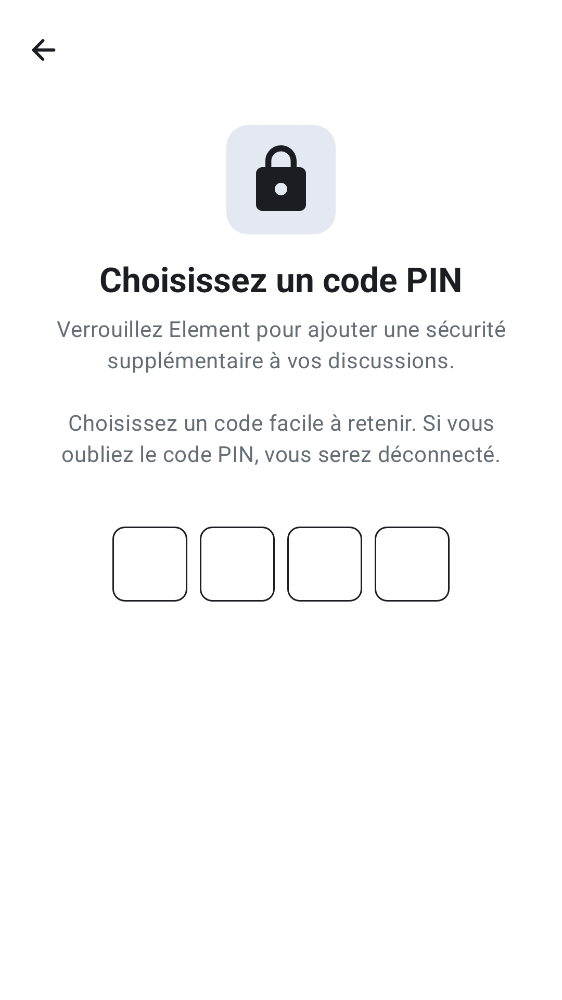 Choisissez un code PIN
Verrouillez Element pour ajouter une sécurité
supplémentaire à vos discussions.
Choisissez un code facile à retenir. Si vous
oubliez le code PIN, vous serez déconnecté.